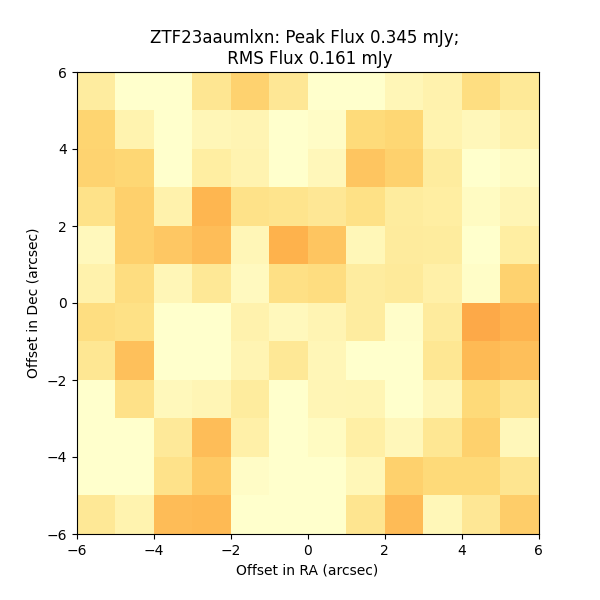 ZTF23aaumlxn: Peak Flux 0.345 mJy;
RMS Flux 0.161 mJy
6
4
2
0
−2
−4
−6
Offset in Dec (arcsec)
−6 −4 −2 0 2 4 6
Offset in RA (arcsec)